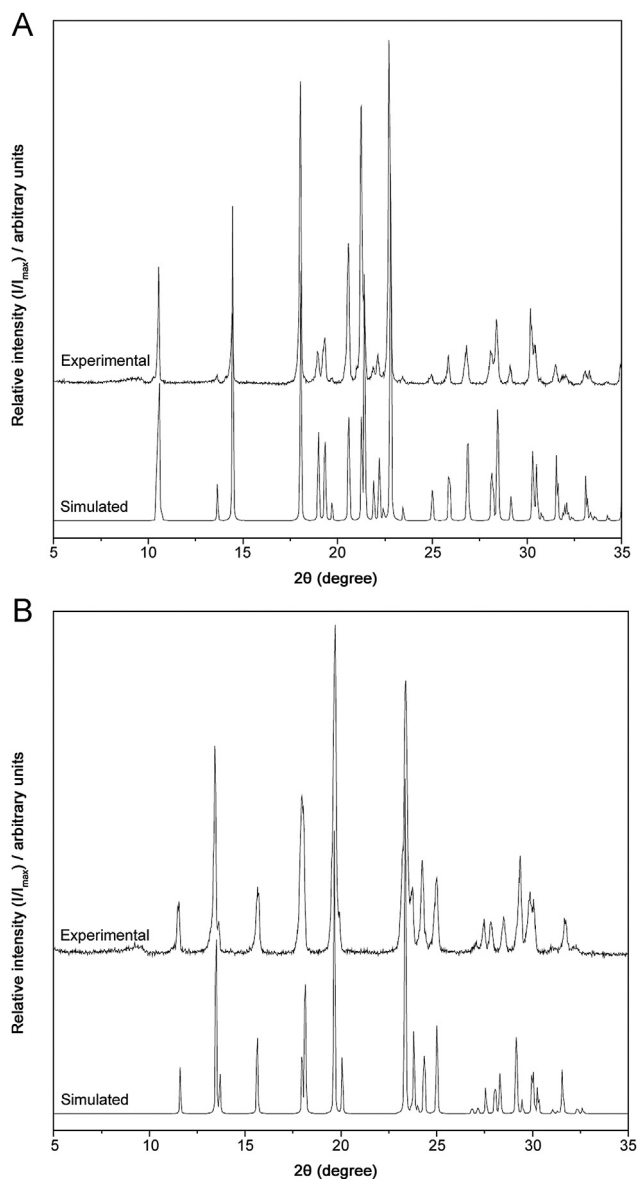 A
Relative intensity (I/Imax) / arbitrary units
Experimental
Simulated
5 10 15 20 25 30 35
2θ (degree)
B
Relative intensity (I/Imax) / arbitrary units
Experimental
Simulated
5 10 15 20 25 30 35
2θ (degree)